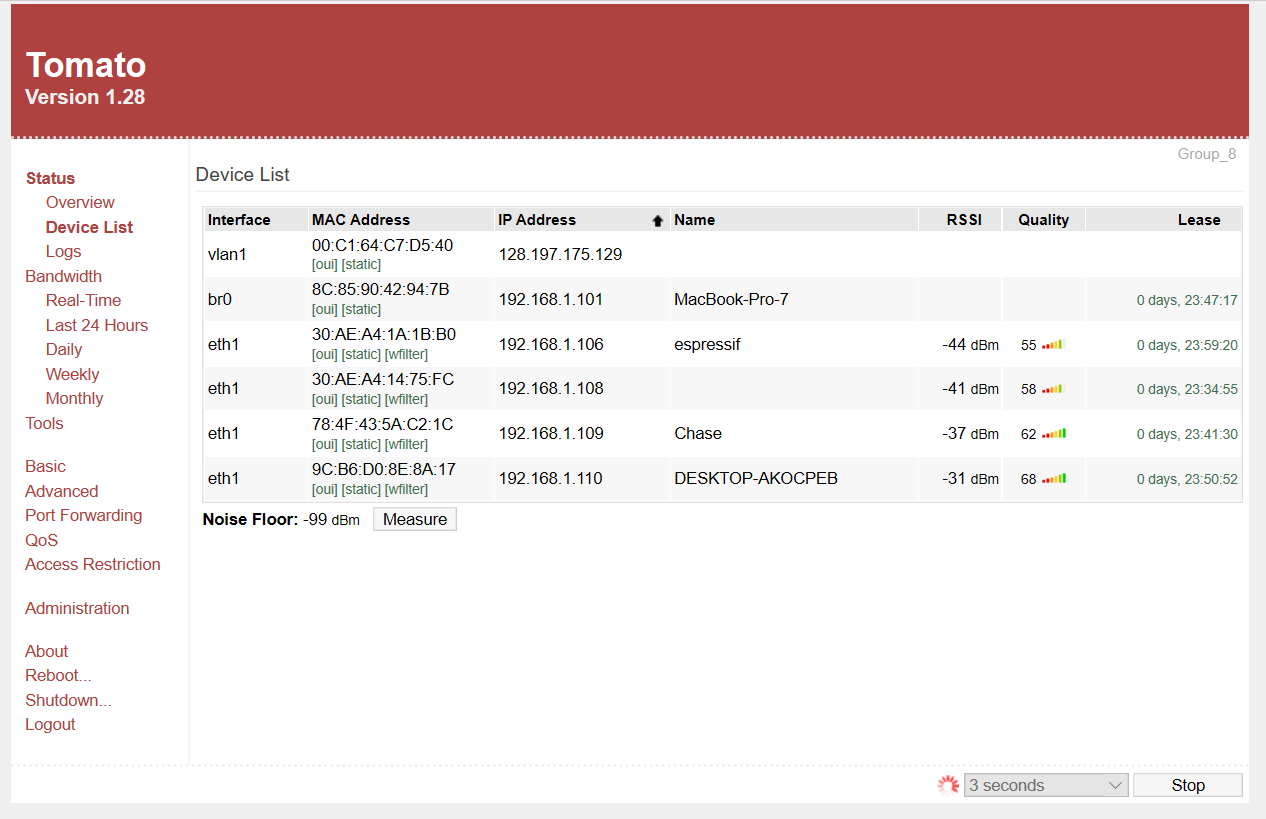 Tomato
Version 1.28
Group_8
Status
Overview
Device List
Logs
Bandwidth
Real-Time
Last 24 Hours
Daily
Weekly
Monthly
Tools
Basic
Advanced
Port Forwarding
QoS
Access Restriction
Administration
About
Reboot...
Shutdown...
Logout
Device List
Interface MAC Address IP Address Name RSSI Quality Lease
vlan1 00:C1:64:C7:D5:40 128.197.175.129
[oui] [static]
br0 8C:85:90:42:94:7B 192.168.1.101 MacBook-Pro-7 0 days, 23:47:17
[oui] [static]
eth1 30:AE:A4:1A:1B:B0 192.168.1.106 espressif -44 dBm 55 0 days, 23:59:20
[oui] [static] [wfilter]
eth1 30:AE:A4:14:75:FC 192.168.1.108 -41 dBm 58 0 days, 23:34:55
[oui] [static] [wfilter]
eth1 78:4F:43:5A:C2:1C 192.168.1.109 Chase -37 dBm 62 0 days, 23:41:30
[oui] [static] [wfilter]
eth1 9C:B6:D0:8E:8A:17 192.168.1.110 DESKTOP-AKOCPEB -31 dBm 68 0 days, 23:50:52
[oui] [static] [wfilter]
Noise Floor: -99 dBm Measure
3 seconds Stop